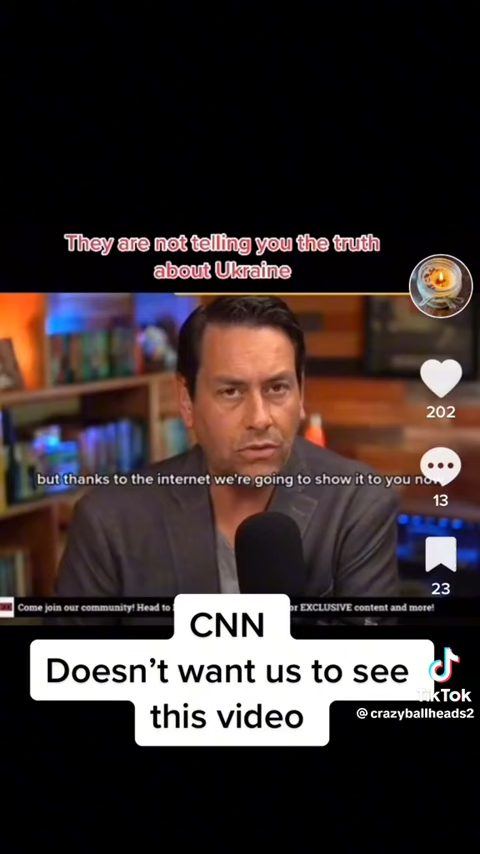 They are not telling you the truth
about Ukraine
202
but thanks to the internet we're going to show it to you
13
23
Come join our community! Head to
or EXCLUSIVE content and more!
CNN
Doesn't want us to see
this video
TikTok
@crazyballheads2